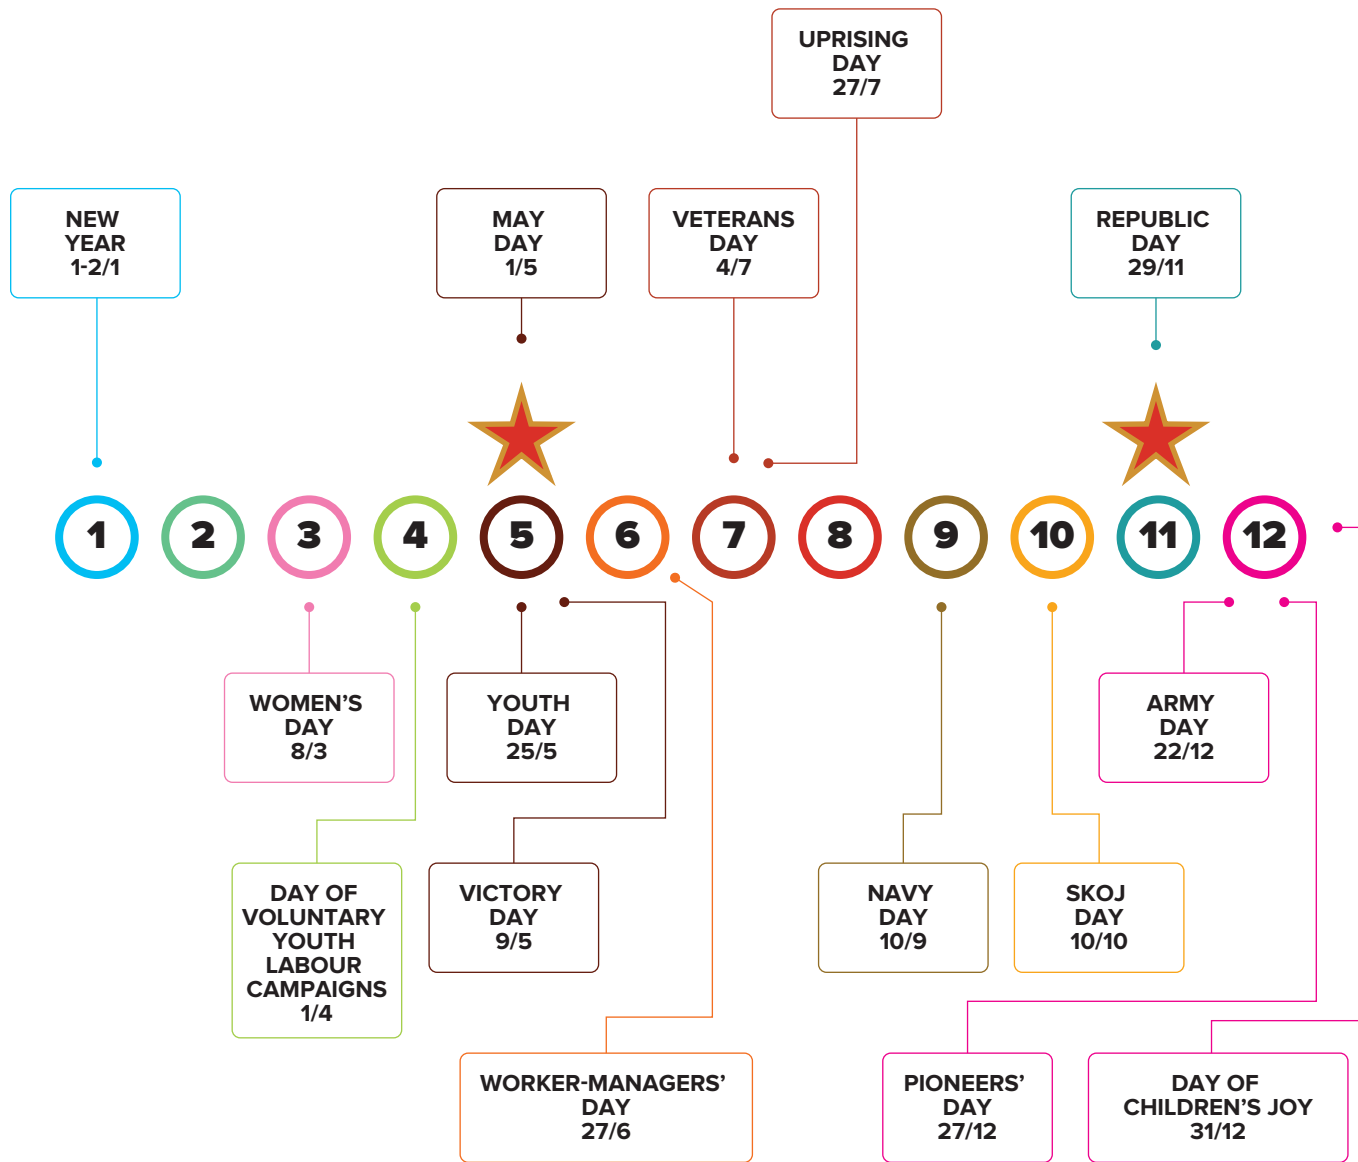 UPRISING
DAY
27/7
NEW
YEAR
1-2/1
MAY
DAY
1/5
VETERANS
DAY
4/7
REPUBLIC
DAY
29/11
1
2
3
4
5
6
7
8
9
10
11
12
WOMEN'S
DAY
8/3
YOUTH
DAY
25/5
ARMY
DAY
22/12
DAY OF
VOLUNTARY
YOUTH
LABOUR
CAMPAIGNS
1/4
VICTORY
DAY
9/5
NAVY
DAY
10/9
SKOJ
DAY
10/10
WORKER-MANAGERS'
DAY
27/6
PIONEERS'
DAY
27/12
DAY OF
CHILDREN'S JOY
31/12